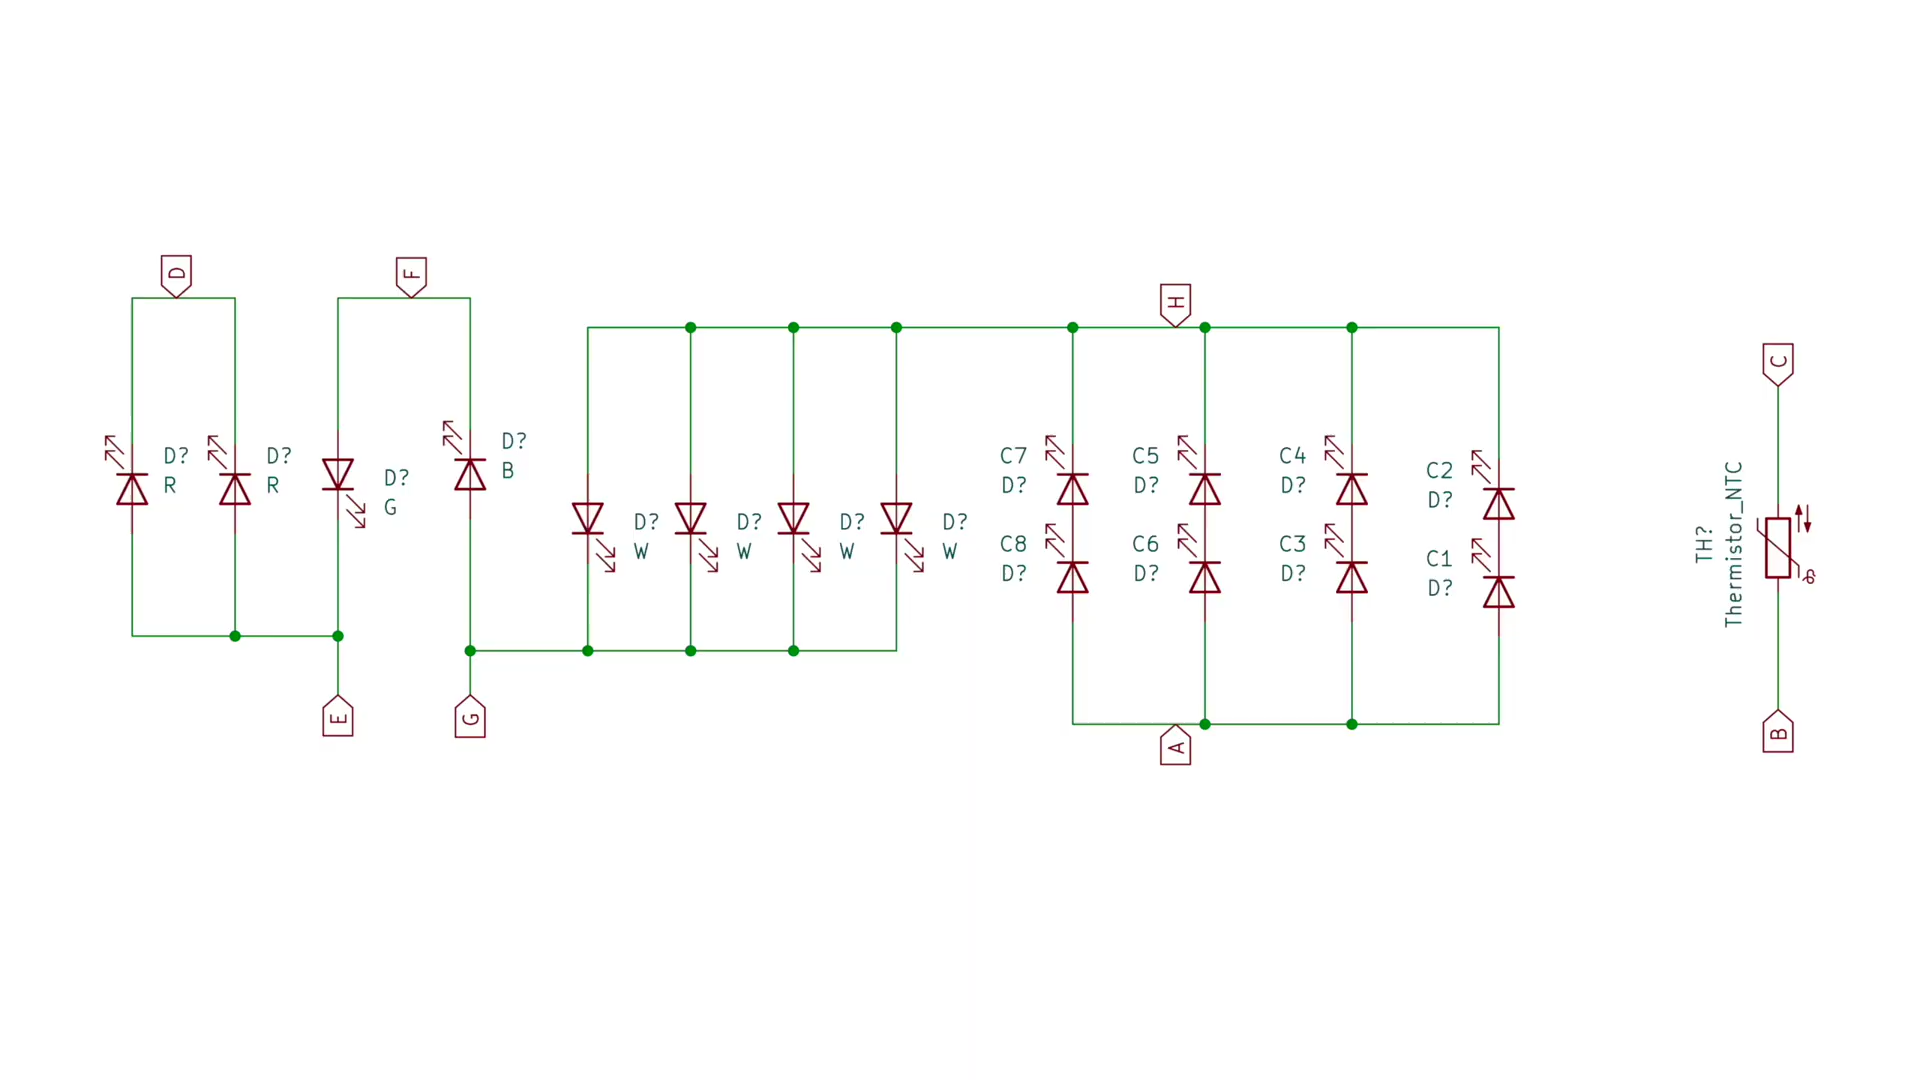 D
F
H
C
D?
R
D?
R
D?
G
D?
B
D?
W
D?
W
D?
W
D?
W
C7
D?
C8
D?
C5
D?
C6
D?
C4
D?
C3
D?
C2
D?
C1
D?
TH?
Thermistor_NTC
E
G
A
B